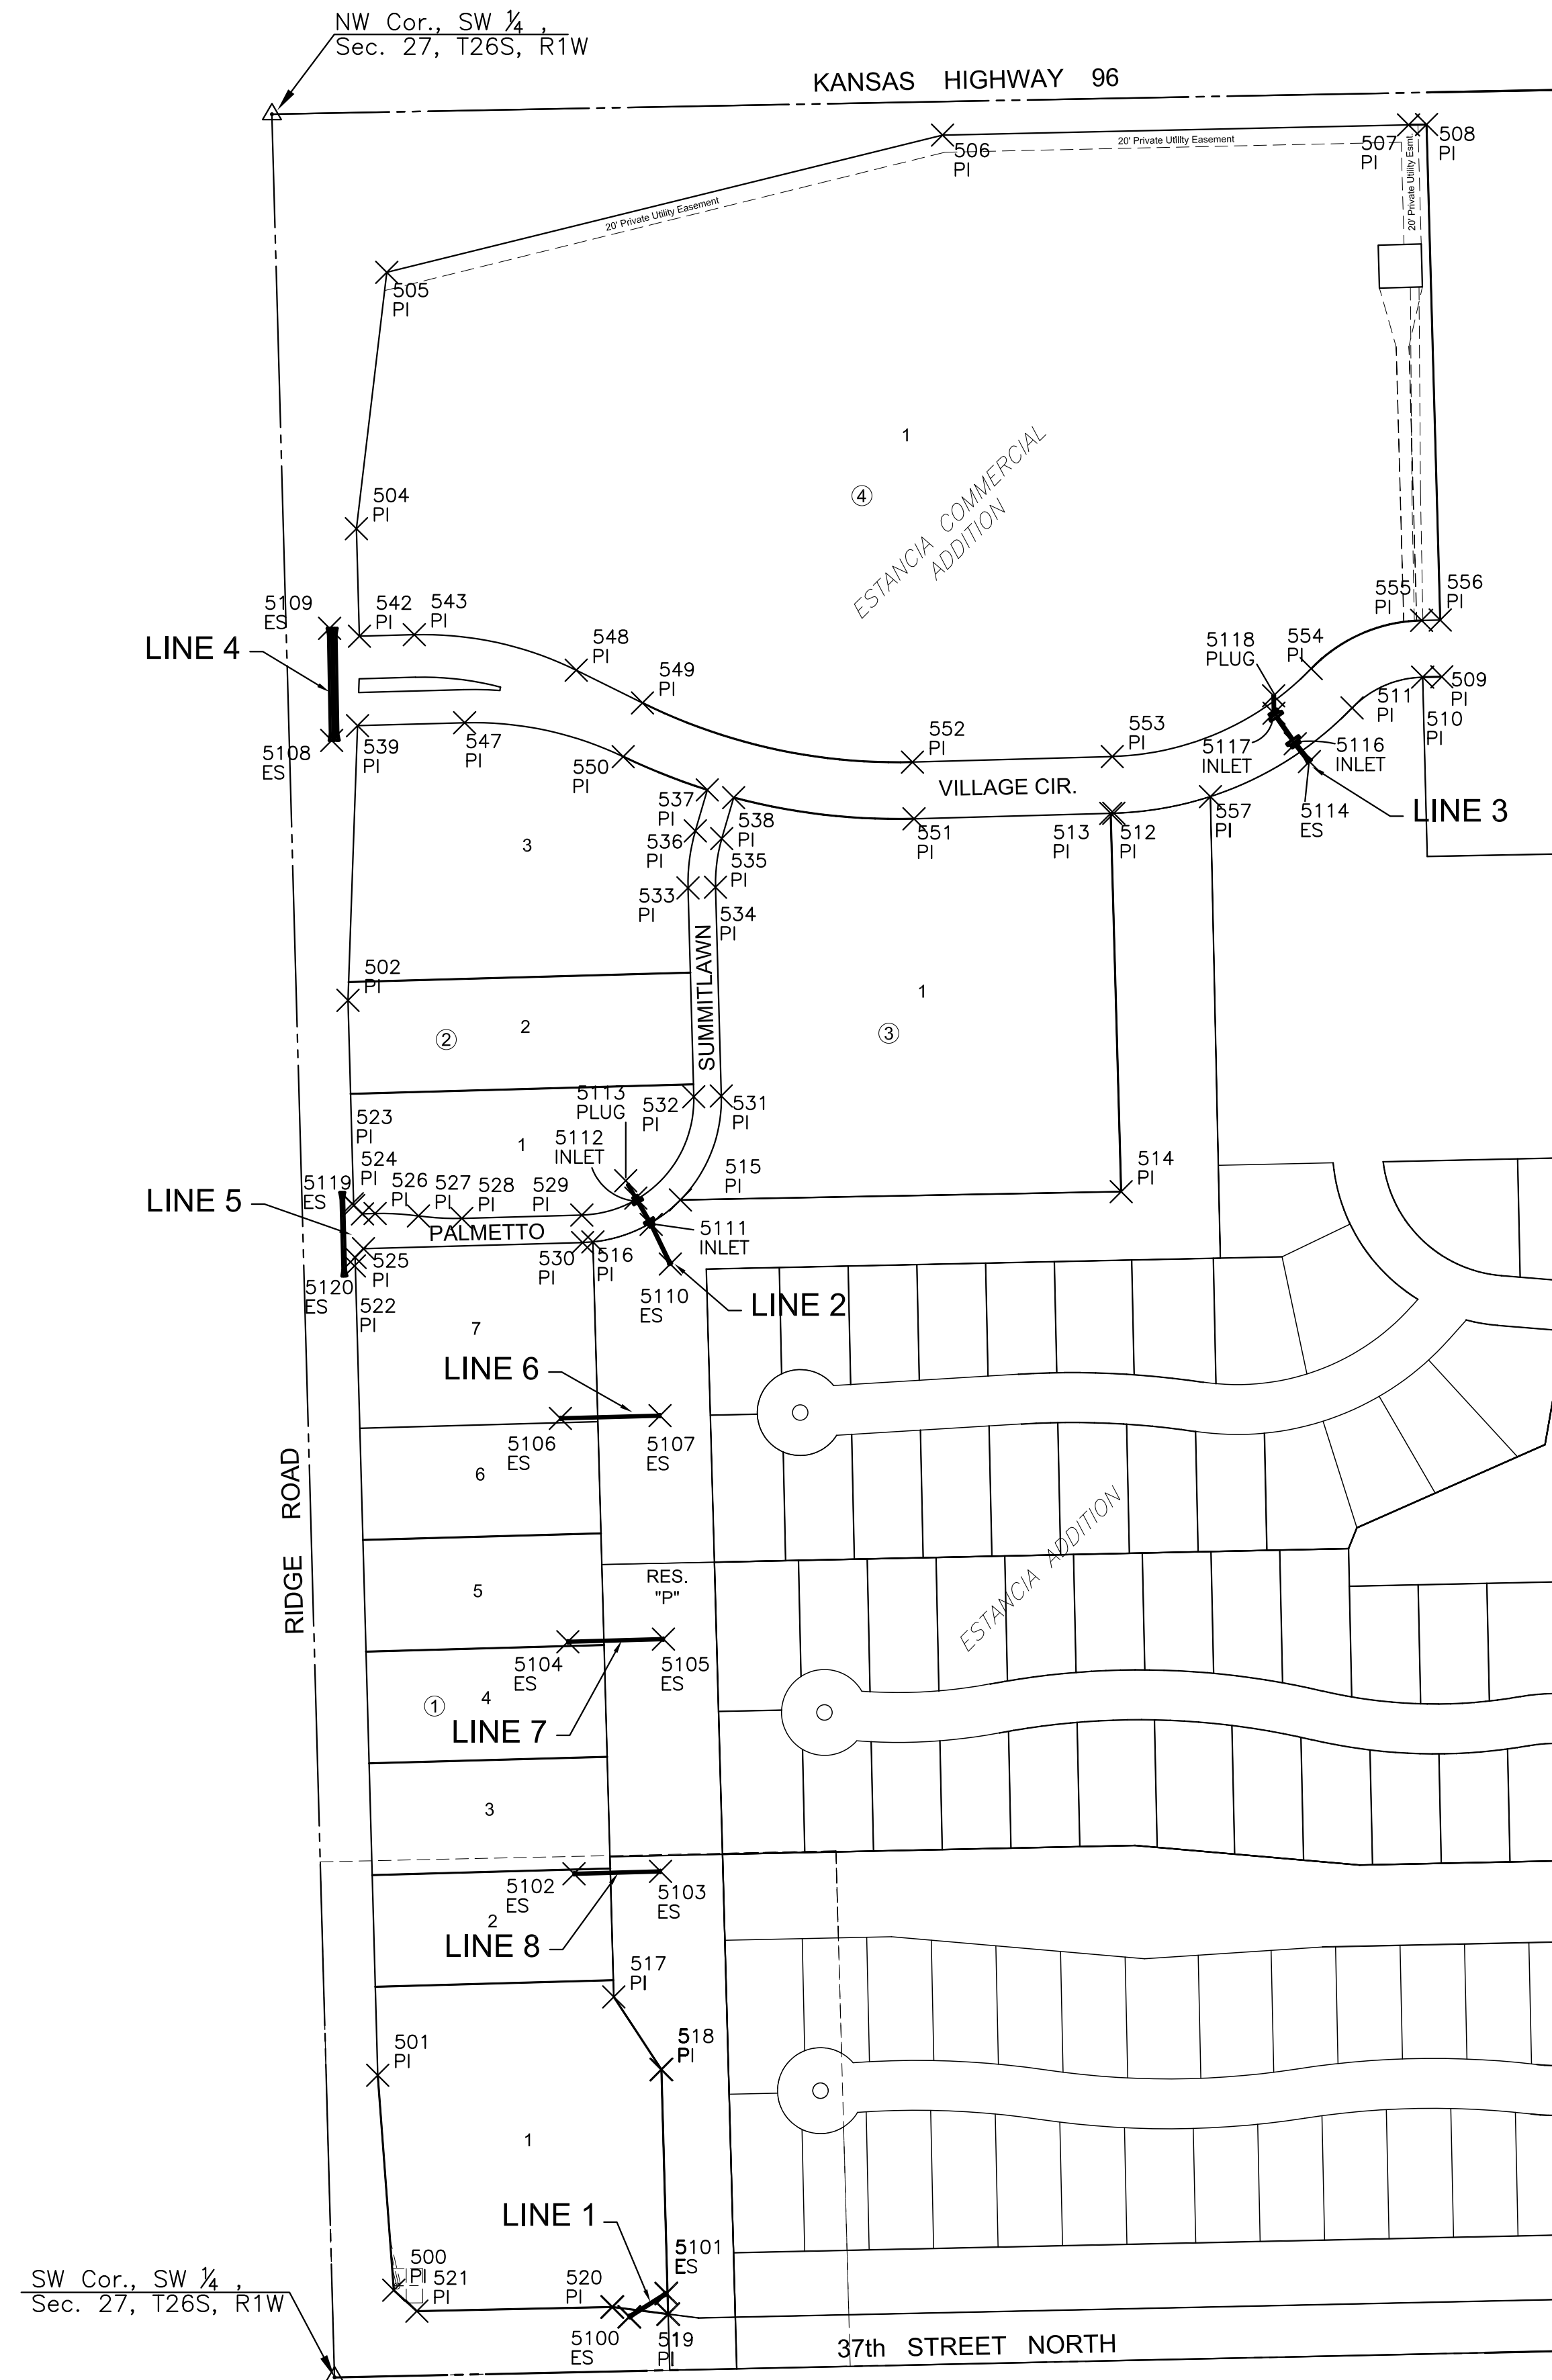 NW Cor., SW ¼ ,
Sec. 27, T26S, R1W
KANSAS HIGHWAY 96
506
PI
20' Private Utility Easement
507
PI
20' Private Utility Esmt.
508
PI
20' Private Utility Easement
505
PI
1
4
ESTANCIA COMMERCIAL
ADDITION
504
PI
5109
ES
542
PI
543
PI
LINE 4
548
PI
549
PI
555
PI
556
PI
554
PI
5118
PLUG
509
PI
511
PI
510
PI
5108
ES
539
PI
547
PI
550
PI
552
PI
553
PI
5117
INLET
5116
INLET
VILLAGE CIR.
537
PI
538
PI
551
PI
513
PI
512
PI
557
PI
5114
ES
LINE 3
536
PI
535
PI
3
533
PI
534
PI
SUMMITLAWN
502
PI
1
3
2
2
5113
PLUG
532
PI
531
PI
523
PI
1
5112
INLET
524
PI
515
PI
514
PI
5119
ES
526
PI
527
PI
528
PI
529
PI
LINE 5
PALMETTO
5111
INLET
525
PI
530
PI
516
PI
5120
ES
522
PI
5110
ES
LINE 2
7
LINE 6
5106
ES
5107
ES
6
RIDGE ROAD
ESTANCIA ADDITION
5
RES.
"P"
5104
ES
5105
ES
1
4
LINE 7
3
5102
ES
5103
ES
2
LINE 8
517
PI
518
PI
501
PI
1
LINE 1
5101
ES
500
PI
521
PI
520
PI
SW Cor., SW ¼ ,
Sec. 27, T26S, R1W
5100
ES
519
PI
37th STREET NORTH